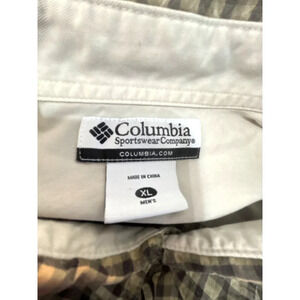 Columbia
Sportswear Company®
COLUMBIA.COM
MADE IN CHINA
XL
MEN'S